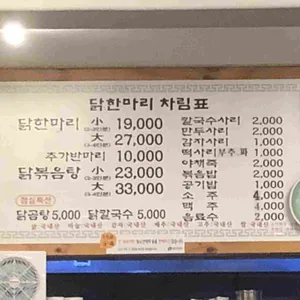 닭한마리 차림표
닭한마리 小 19,000
大 27,000
추가반마리 10,000
닭볶음탕 小 23,000
大 33,000
점심특선
닭곰탕 5,000 닭칼국수 5,000
칼국수사리 2,000
만두사리 2,000
감자사리 2,000
떡사리,부추,파 1,000
야채죽 2,000
볶음밥 2,000
공기밥 1,000
소주 4,000
맥주 4,000
음료수 2,000